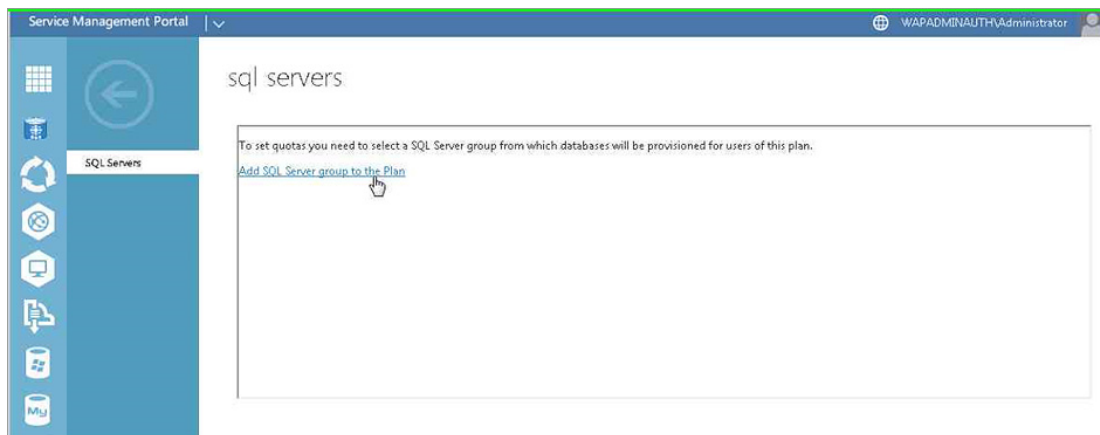 Service Management Portal
WAPADMINAUTH\Administrator
sql servers
SQL Servers
To set quotas you need to select a SQL Server group from which databases will be provisioned for users of this plan.
Add SQL Server group to the Plan
My